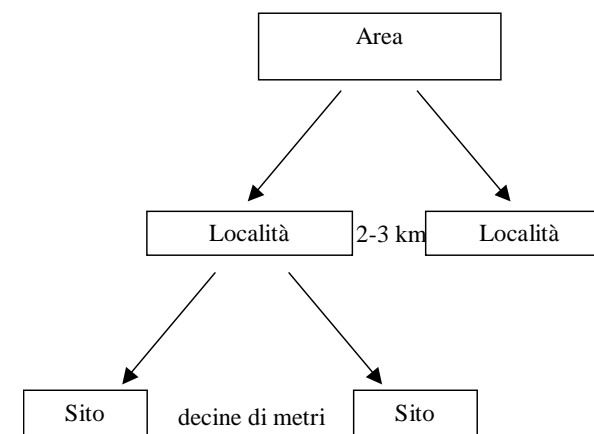 Area
Località
2-3 km
Località
Sito
decine di metri
Sito